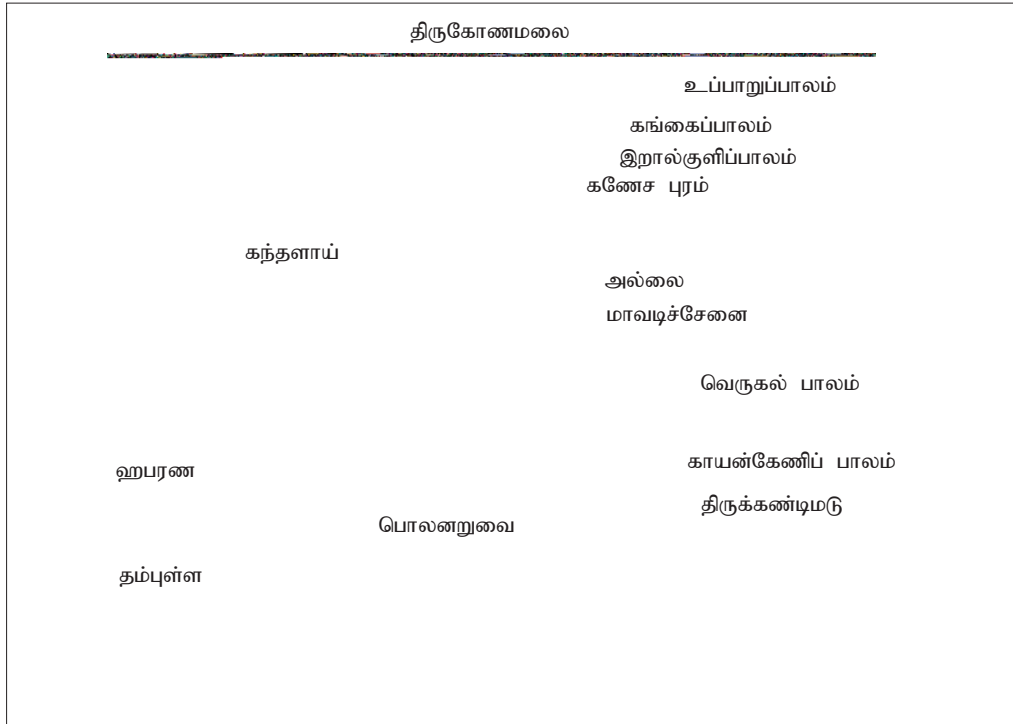 திருகோணமலை
உப்பாறுப்பாலம்
கங்கைப்பாலம்
இறால்குளிப்பாலம்
கணேச புரம்
கந்தளாய்
அல்லை
மாவடிச்சேனை
வெருகல் பாலம்
காயன்கேணிப் பாலம்
ஹபரண
திருக்கண்டிமடு
பொலனறுவை
தம்புள்ள